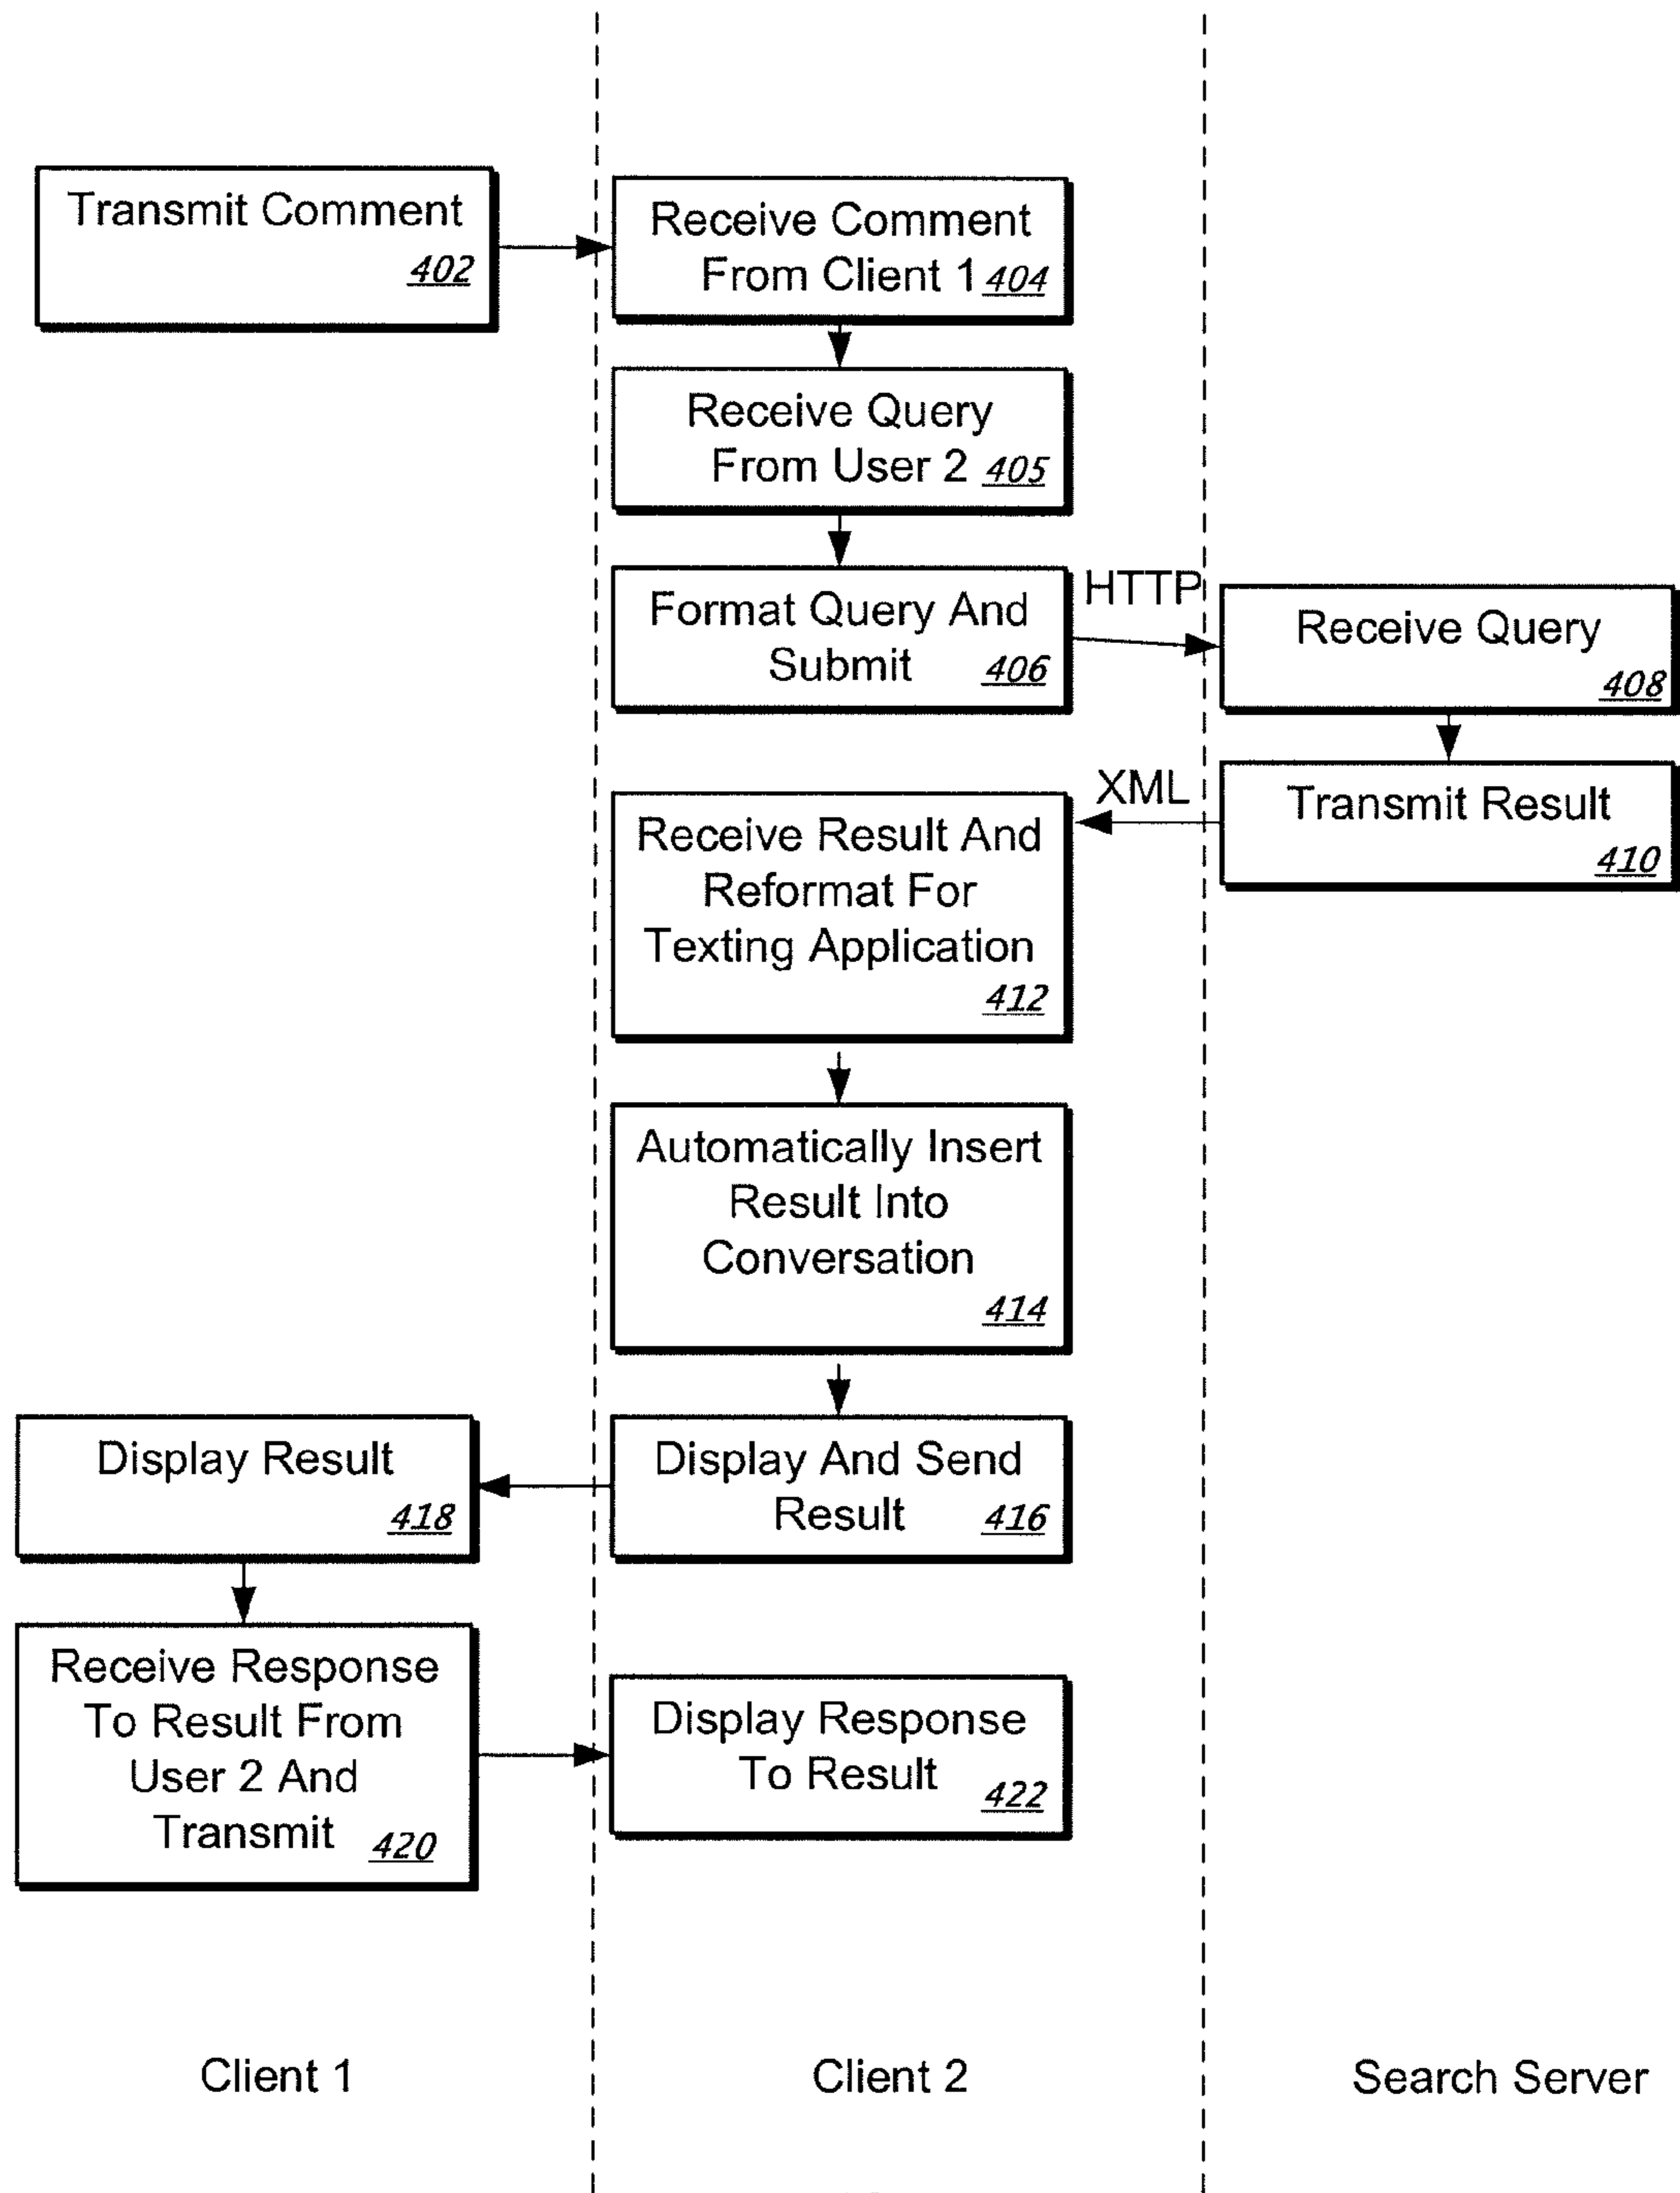 Transmit Comment
402
Receive Comment
From Client 1 404
Receive Query
From User 2 405
Format Query And
Submit 406
HTTP
Receive Query
408
XML
Transmit Result
410
Receive Result And
Reformat For
Texting Application
412
Automatically Insert
Result Into
Conversation
414
Display And Send
Result 416
Display Result
418
Receive Response
To Result From
User 2 And
Transmit 420
Display Response
To Result 422
Client 1
Client 2
Search Server